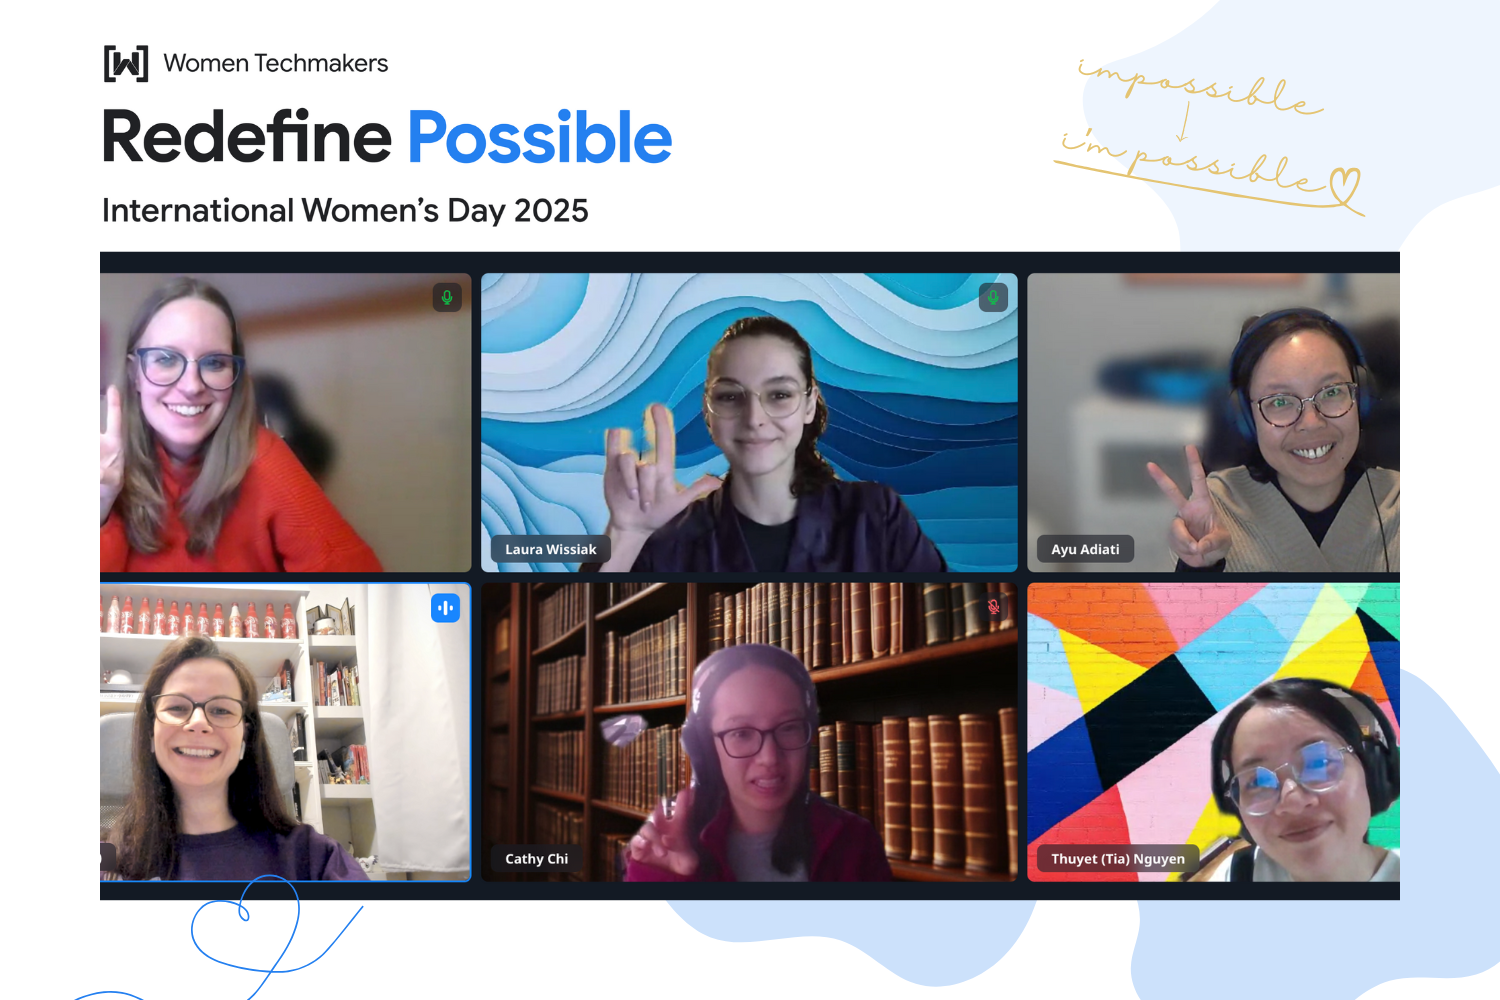 Women Techmakers
Redefine Possible
International Women’s Day 2025
impossible
i'm possible
Laura Wissiak
Ayu Adiati
Cathy Chi
Thuyet (Tia) Nguyen